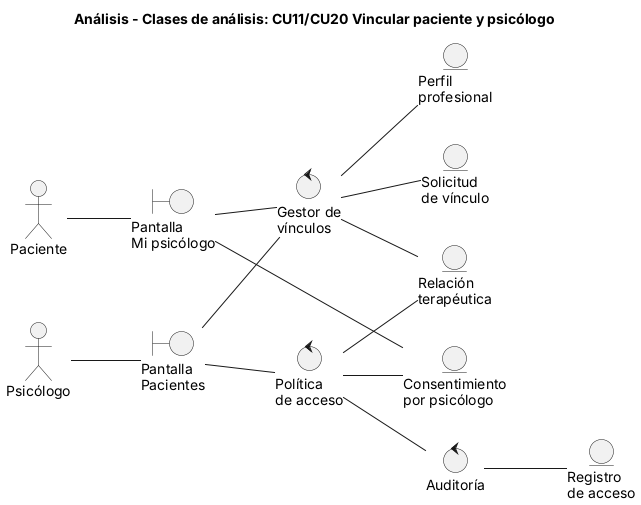 Análisis - Clases de análisis: CU11/CU20 Vincular paciente y psicólogo
Perfil
profesional
Solicitud
de vínculo
Paciente
Pantalla
Mi psicólogo
Gestor de
vínculos
Relación
terapéutica
Psicólogo
Pantalla
Pacientes
Política
de acceso
Consentimiento
por psicólogo
Auditoría
Registro
de acceso